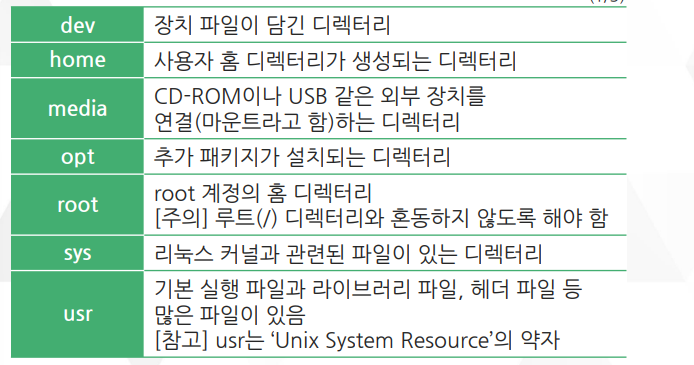 dev
장치 파일이 담긴 디렉터리
home
사용자 홈 디렉터리가 생성되는 디렉터리
media
CD-ROM이나 USB 같은 외부 장치를
연결(마운트라고 함)하는 디렉터리
opt
추가 패키지가 설치되는 디렉터리
root
root 계정의 홈 디렉터리
[주의] 루트(/) 디렉터리와 혼동하지 않도록 해야 함
sys
리눅스 커널과 관련된 파일이 있는 디렉터리
usr
기본 실행 파일과 라이브러리 파일, 헤더 파일 등
많은 파일이 있음
[참고] usr는 ‘Unix System Resource’의 약자